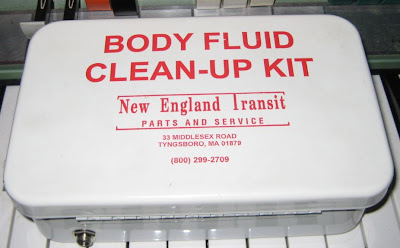 BODY FLUID
CLEAN-UP KIT
New England Transit
PARTS AND SERVICE
33 MIDDLESEX ROAD
TYNGSBORO, MA 01879
(800) 299-2709